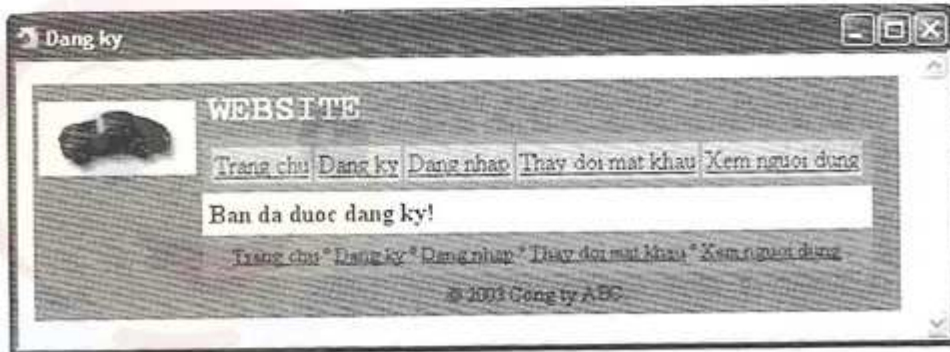 Dang ky
WEBSITE
Trang chu Dang ky Dang nhap Thay doi mat khau Xem nguoi dung
Ban da duoc dang ky!
Trang chu * Dang ky * Dang nhap * Thay doi mat khau * Xem nguoi dung
© 2003 Cong ty ABC